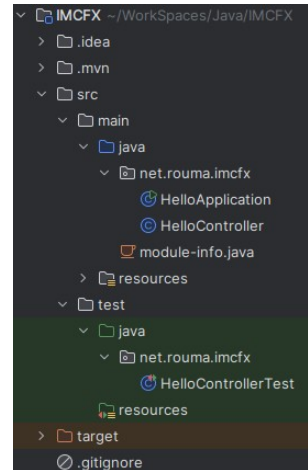 IMCFX ~/WorkSpaces/Java/IMCFX
.idea
.mvn
src
main
java
net.rouma.imcfx
HelloApplication
HelloController
module-info.java
resources
test
java
net.rouma.imcfx
HelloControllerTest
resources
target
.gitignore